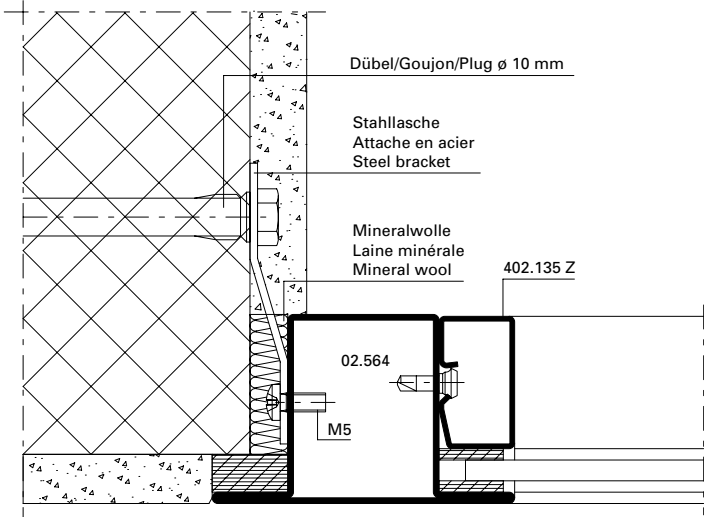 Dübel/Goujon/Plug ø 10 mm
Stahllasche
Attache en acier
Steel bracket
Mineralwolle
Laine minérale
Mineral wool
402.135 Z
02.564
M5